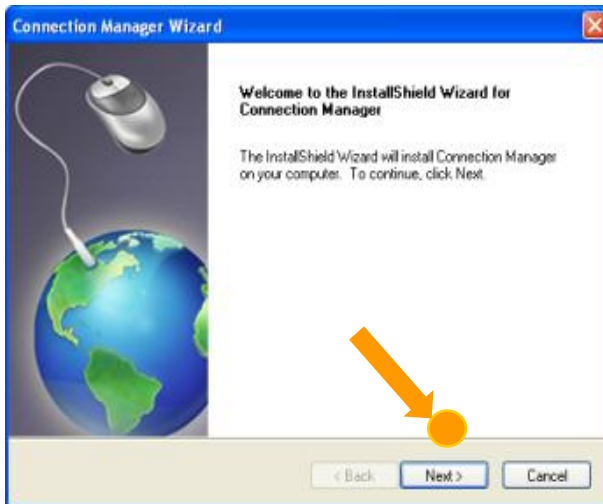 Connection Manager Wizard
Welcome to the InstallShield Wizard for
Connection Manager
The InstallShield Wizard will install Connection Manager
on your computer. To continue, click Next.
< Back
Next >
Cancel